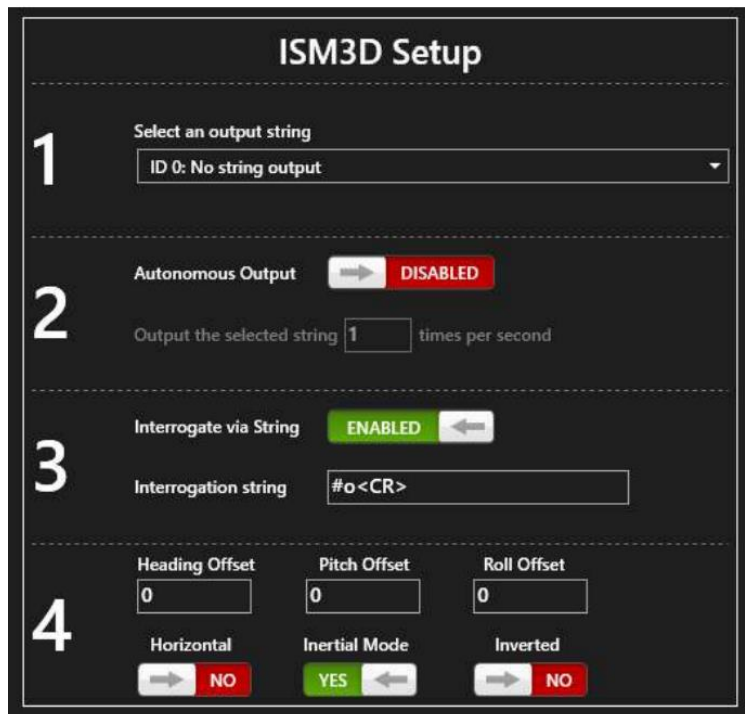 ISM3D Setup
1
Select an output string
ID 0: No string output
2
Autonomous Output DISABLED
Output the selected string 1 times per second
3
Interrogate via String ENABLED
Interrogation string #o<CR>
4
Heading Offset Pitch Offset Roll Offset
0 0 0
Horizontal Inertial Mode Inverted
NO YES NO